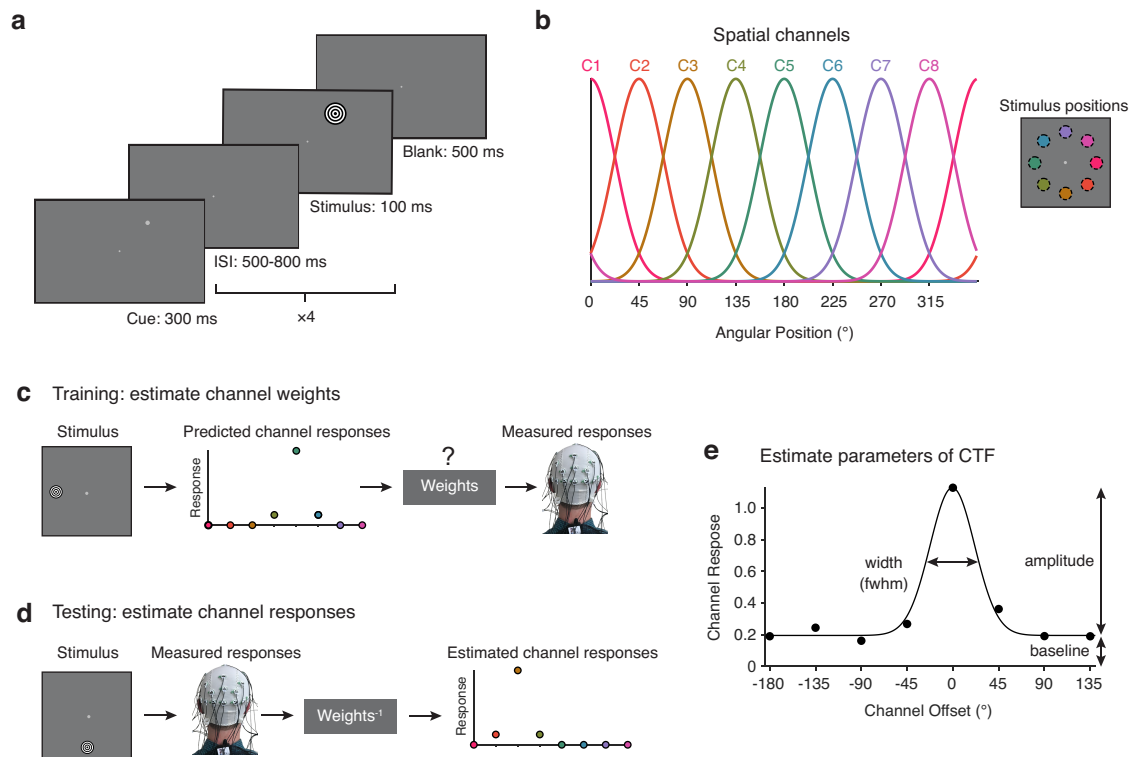 a
Blank: 500 ms
Stimulus: 100 ms
ISI: 500-800 ms
Cue: 300 ms
×4
b
Spatial channels
C1 C2 C3 C4 C5 C6 C7 C8
0 45 90 135 180 225 270 315
Angular Position (°)
Stimulus positions
c Training: estimate channel weights
Stimulus
Predicted channel responses
Response
?
Weights
Measured responses
d Testing: estimate channel responses
Stimulus
Measured responses
Weights-1
Estimated channel responses
Response
e Estimate parameters of CTF
Channel Respose
1.0
0.8
0.6
0.4
0.2
0
width
(fwhm)
amplitude
baseline
-180 -135 -90 -45 0 45 90 135
Channel Offset (°)